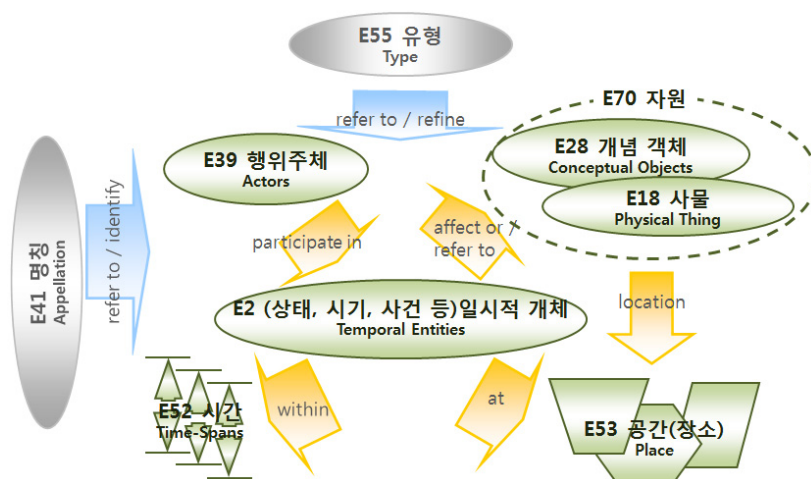 E55 유형
Type
refer to / refine
E70 자원
E28 개념 객체
Conceptual Objects
E18 사물
Physical Thing
E39 행위주체
Actors
E41 명칭
Appellation
refer to / identify
participate in
affect or /
refer to
location
E2 (상태, 시기, 사건 등)일시적 개체
Temporal Entities
E52 시간
Time-Spans
within
at
E53 공간(장소)
Place